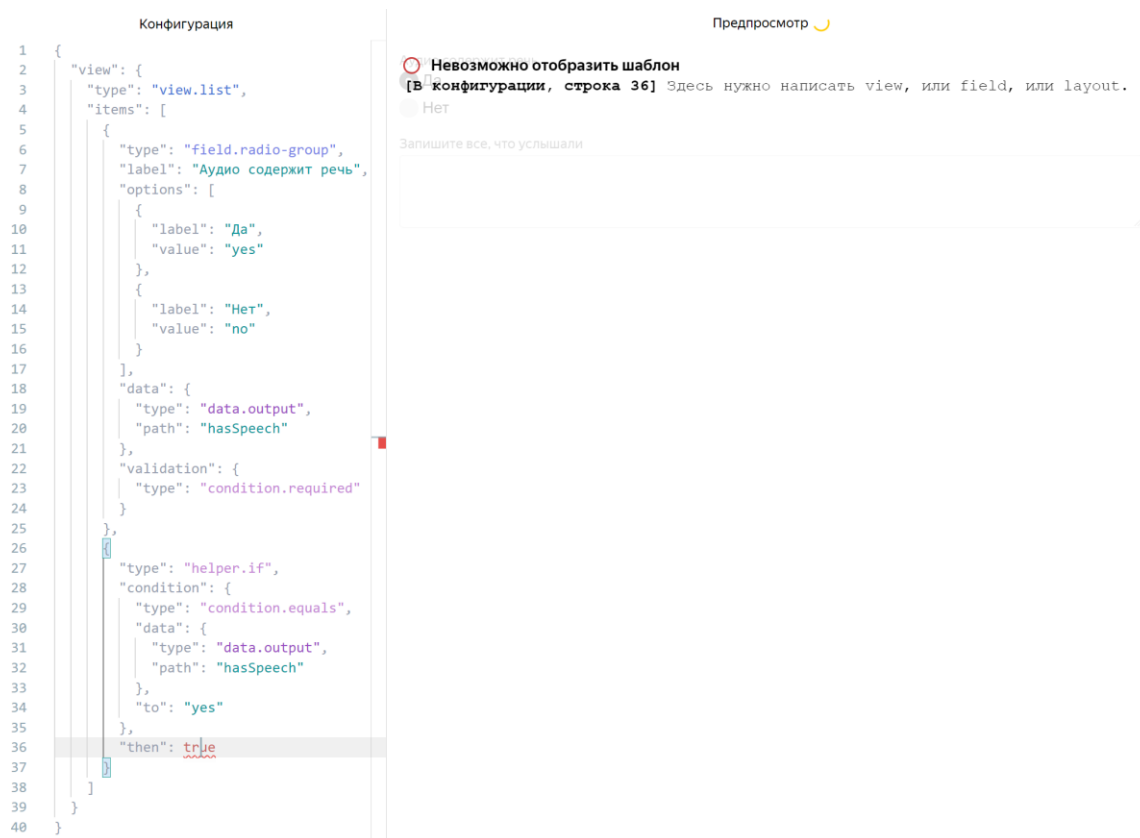 Конфигурация
1 {
2 "view": {
3 "type": "view.list",
4 "items": [
5 {
6 "type": "field.radio-group",
7 "label": "Аудио содержит речь",
8 "options": [
9 {
10 "label": "Да",
11 "value": "yes"
12 },
13 {
14 "label": "Нет",
15 "value": "no"
16 }
17 ],
18 "data": {
19 "type": "data.output",
20 "path": "hasSpeech"
21 },
22 "validation": {
23 "type": "condition.required"
24 }
25 },
26 {
27 "type": "helper.if",
28 "condition": {
29 "type": "condition.equals",
30 "data": {
31 "type": "data.output",
32 "path": "hasSpeech"
33 },
34 "to": "yes"
35 },
36 "then": true
37 }
38 ]
39 }
40 }
Предпросмотр
Невозможно отобразить шаблон
Да
[В конфигурации, строка 36] Здесь нужно написать view, или field, или layout.
Нет
Запишите все, что услышали